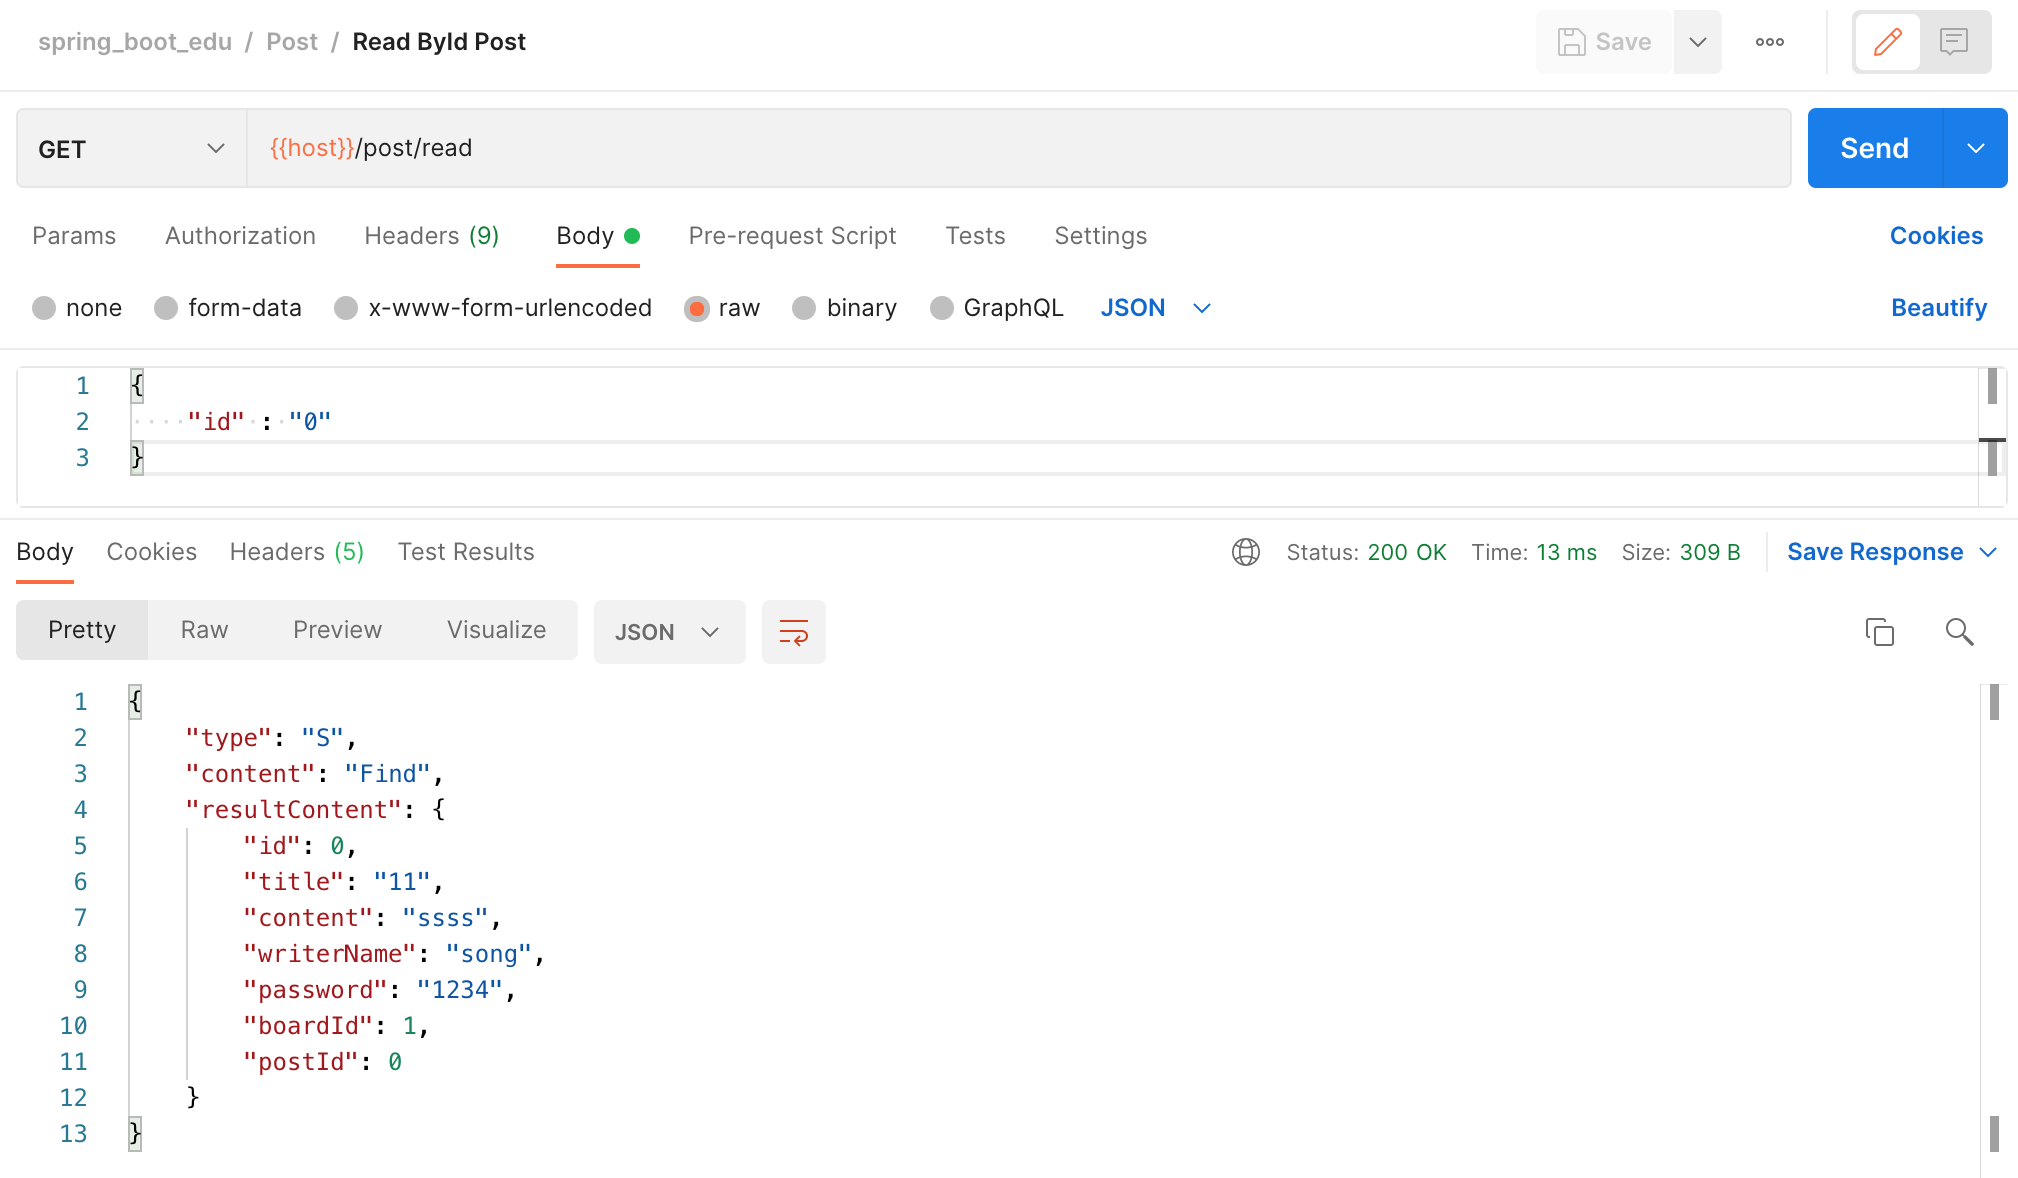 spring_boot_edu / Post / Read ById Post
Save
GET
{{host}}/post/read
Send
Params Authorization Headers (9) Body Pre-request Script Tests Settings Cookies
none form-data x-www-form-urlencoded raw binary GraphQL JSON Beautify
1 {
2 "id" : "0"
3 }
Body Cookies Headers (5) Test Results Status: 200 OK Time: 13 ms Size: 309 B Save Response
Pretty Raw Preview Visualize JSON
1 {
2 "type": "S",
3 "content": "Find",
4 "resultContent": {
5 "id": 0,
6 "title": "11",
7 "content": "ssss",
8 "writerName": "song",
9 "password": "1234",
10 "boardId": 1,
11 "postId": 0
12 }
13 }